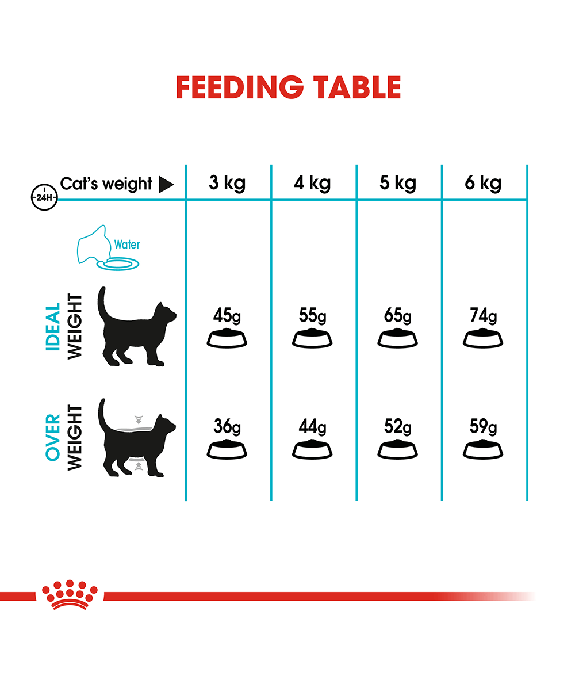 FEEDING TABLE
Cat's weight 3 kg 4 kg 5 kg 6 kg
-24H-
Water
IDEAL
WEIGHT
45g 55g 65g 74g
OVER
WEIGHT
36g 44g 52g 59g